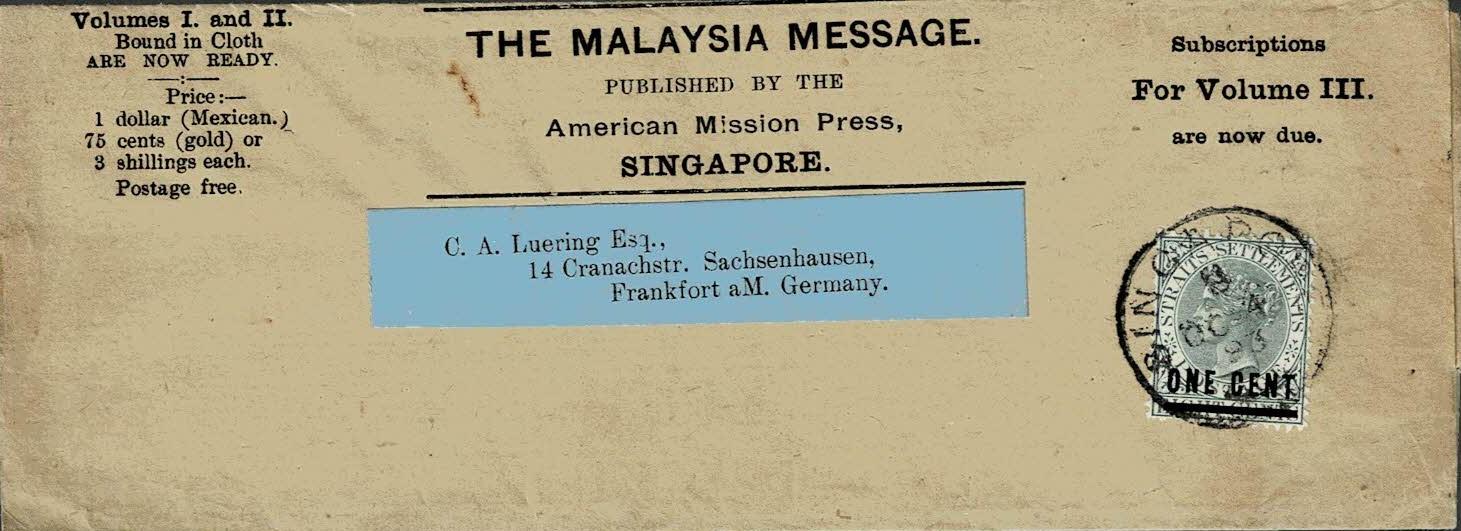 Volumes I. and II.
Bound in Cloth
ARE NOW READY.
Price:—
1 dollar (Mexican.)
75 cents (gold) or
3 shillings each.
Postage free.
THE MALAYSIA MESSAGE.
PUBLISHED BY THE
American Mission Press,
SINGAPORE.
Subscriptions
For Volume III.
are now due.
C. A. Luering Esq.,
14 Cranachstr. Sachsenhausen,
Frankfort aM. Germany.
STRAITS SETTLEMENTS
ONE CENT